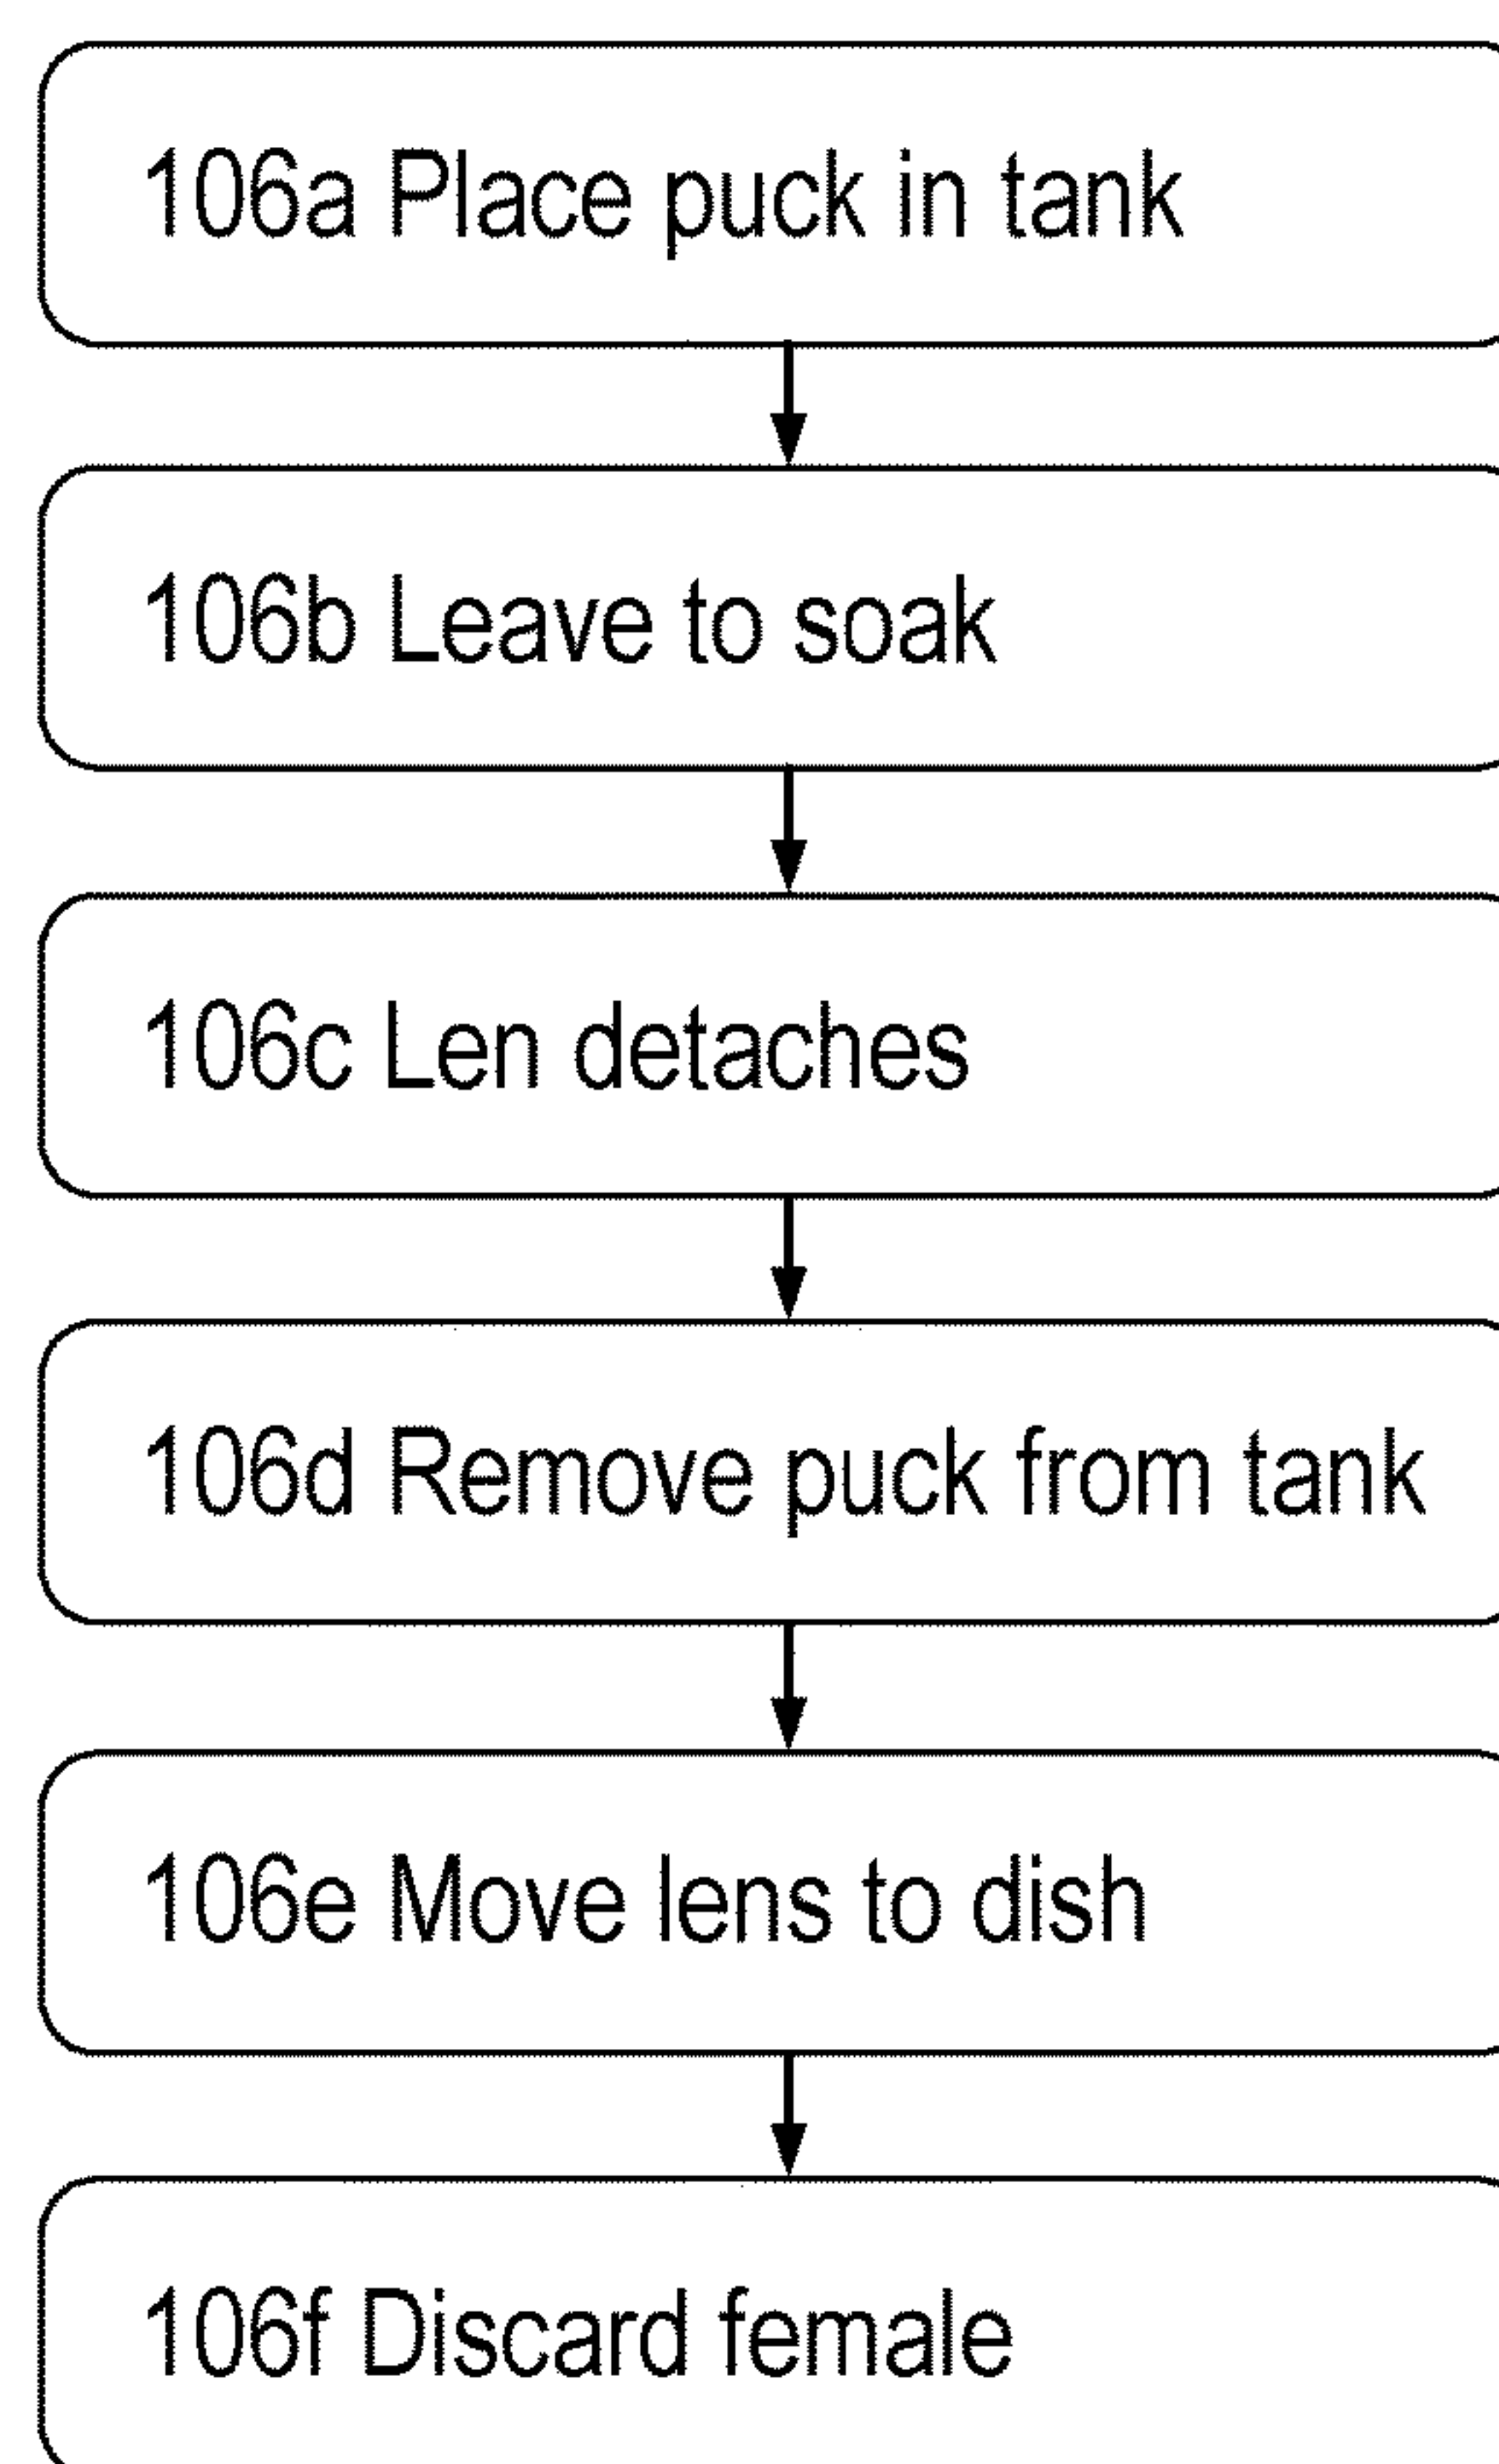 106a Place puck in tank
106b Leave to soak
106c Len detaches
106d Remove puck from tank
106e Move lens to dish
106f Discard female